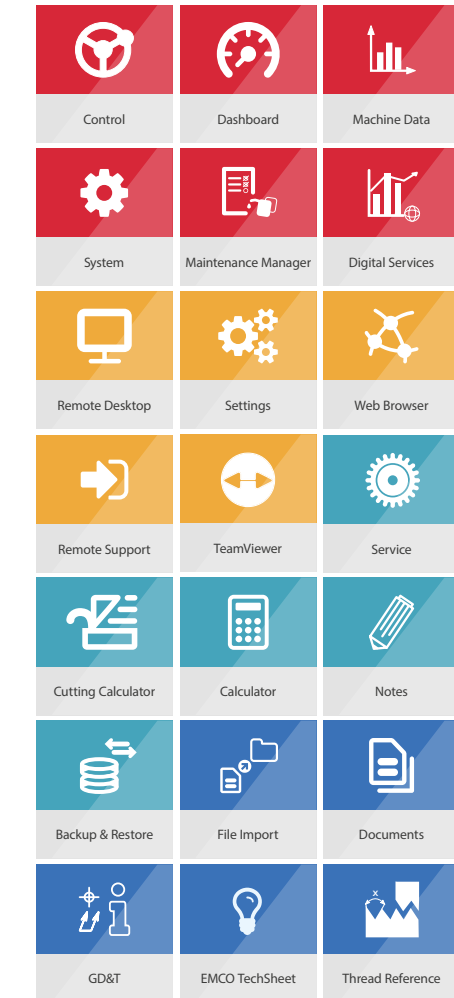 Control
Dashboard
Machine Data
System
Maintenance Manager
Digital Services
Remote Desktop
Settings
Web Browser
Remote Support
TeamViewer
Service
Cutting Calculator
Calculator
Notes
Backup & Restore
File Import
Documents
x
GD&T
EMCO TechSheet
Thread Reference